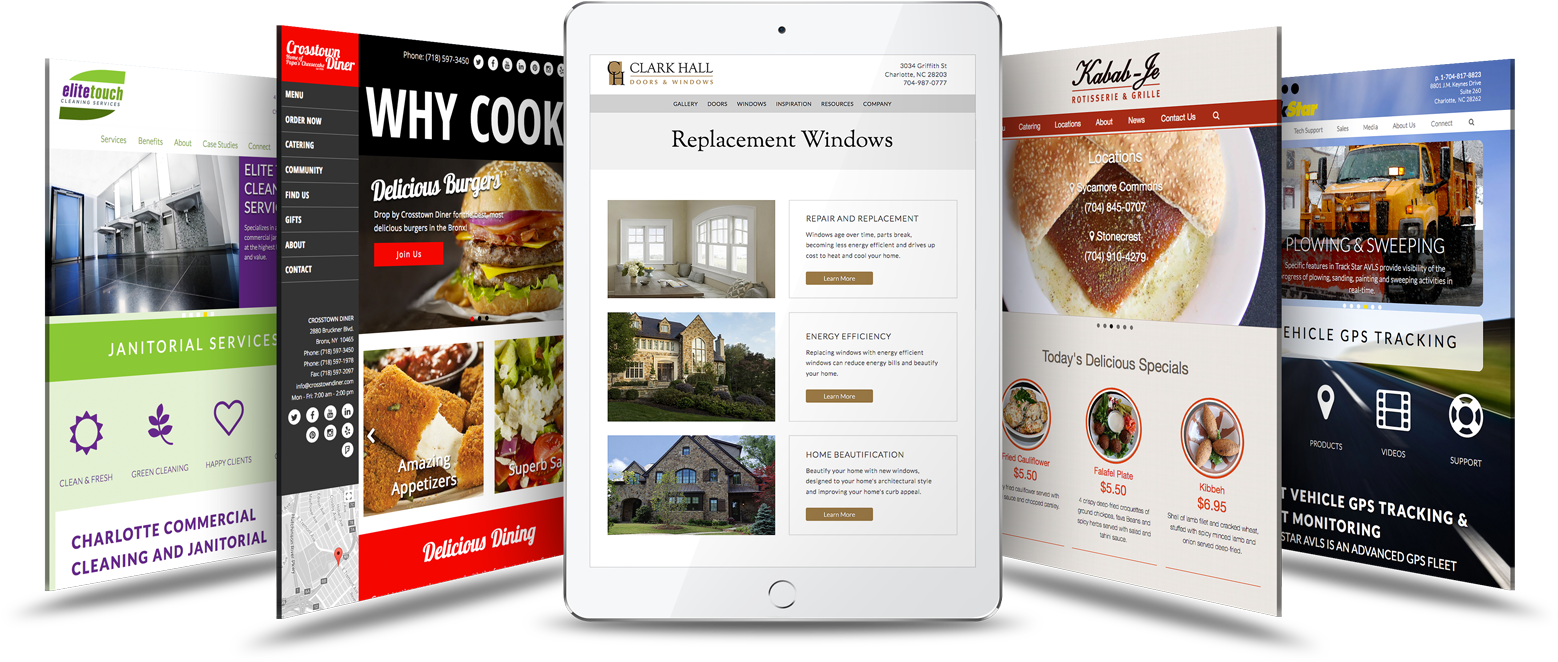 elitetouch
CLEANING SERVICES
Services Benefits About Case Studies Connect
ELITE
CLEAN
SERVIC
Specializes in
commercial jan
at the highest
and value.
JANITORIAL SERVICES
CLEAN & FRESH
GREEN CLEANING
HAPPY CLIENTS
CHARLOTTE COMMERCIAL
CLEANING AND JANITORIAL
Crosstown
Home of
Papa's Cheesecake
Diner
Phone: (718) 597-3450
MENU
ORDER NOW
CATERING
COMMUNITY
FIND US
GIFTS
ABOUT
CONTACT
CROSSTOWN DINER
2880 Bruckner Blvd.
Bronx, NY 10465
Phone: (718) 597-3450
Phone: (718) 597-1978
Fax: (718) 597-2097
info@crosstowndiner.com
Mon - Fri: 7:00 am - 2:00 pm
WHY COOK
Delicious Burgers
Drop by Crosstown Diner for the best, most
delicious burgers in the Bronx!
Join Us
Amazing
Appetizers
Superb Sa
Delicious Dining
CH
CLARK HALL
DOORS & WINDOWS
3034 Griffith St
Charlotte, NC 28203
704-987-0777
GALLERY DOORS WINDOWS INSPIRATION RESOURCES COMPANY
Replacement Windows
REPAIR AND REPLACEMENT
Windows age over time, parts break,
becoming less energy efficient and drives up
cost to heat and cool your home.
Learn More
ENERGY EFFICIENCY
Replacing windows with energy efficient
windows can reduce energy bills and beautify
your home.
Learn More
HOME BEAUTIFICATION
Beautify your home with new windows,
designed to your home's architectural style
and improving your home's curb appeal.
Learn More
Kabab-Je
ROTISSERIE & GRILLE
u Catering Locations About News Contact Us
Locations
Sycamore Commons
(704) 845-0707
Stonecrest
(704) 910-4279
Today's Delicious Specials
Fried Cauliflower
$5.50
y fried cauliflower served with
sauce and chopped parsley.
Falafel Plate
$5.50
4 crispy deep fried croquettes of
ground chickpeas, fava Beans and
spicy herbs served with salad and
tahini sauce.
Kibbeh
$6.95
Shell of lamb fillet and cracked wheat,
stuffed with spicy minced lamb and
onion served deep-fried.
p. 1-704-817-8823
8801 J.M. Keynes Drive
Suite 260
Charlotte, NC 28262
kStar
Tech Support Sales Media About Us Connect
PLOWING & SWEEPING
Specific features in Track Star AVLS provide visibility of the
rogress of plowing, sanding, painting and sweeping activities in
real-time.
EHICLE GPS TRACKING
PRODUCTS
VIDEOS
SUPPORT
T VEHICLE GPS TRACKING &
T MONITORING
STAR AVLS IS AN ADVANCED GPS FLEET